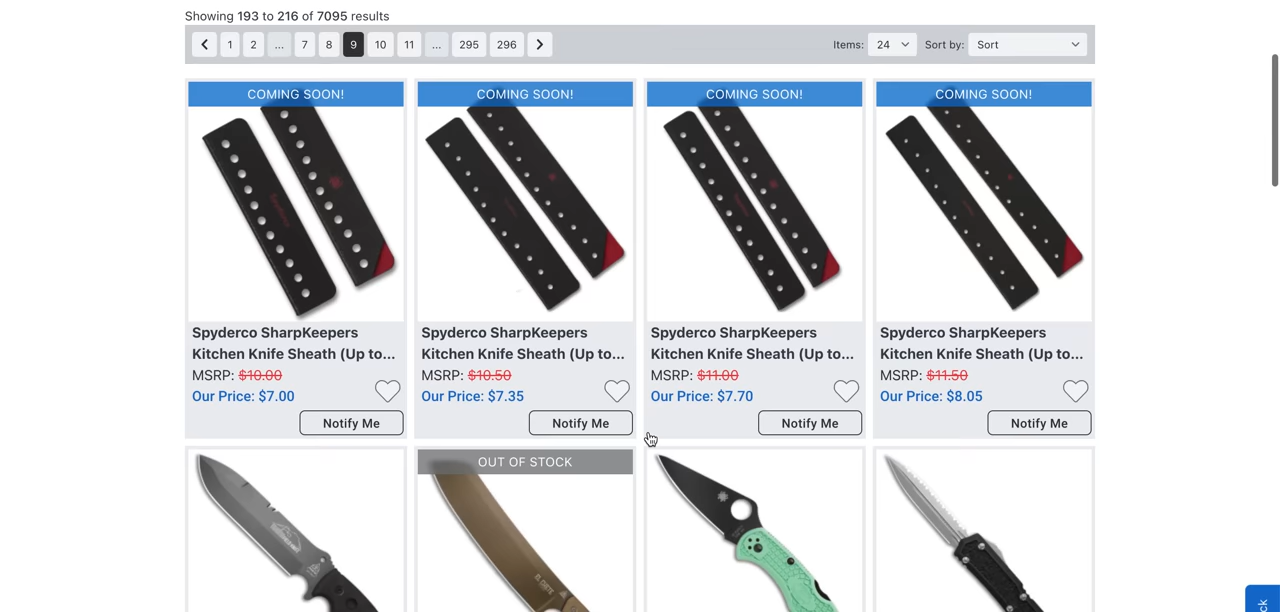 Showing 193 to 216 of 7095 results
1 2 ... 7 8 9 10 11 ... 295 296 Items: 24 Sort by: Sort
COMING SOON! COMING SOON! COMING SOON! COMING SOON!
Spyderco SharpKeepers Spyderco SharpKeepers Spyderco SharpKeepers Spyderco SharpKeepers
Kitchen Knife Sheath (Up to... Kitchen Knife Sheath (Up to... Kitchen Knife Sheath (Up to... Kitchen Knife Sheath (Up to...
MSRP: $10.00 MSRP: $10.50 MSRP: $11.00 MSRP: $11.50
Our Price: $7.00 Our Price: $7.35 Our Price: $7.70 Our Price: $8.05
Notify Me Notify Me Notify Me Notify Me
OUT OF STOCK